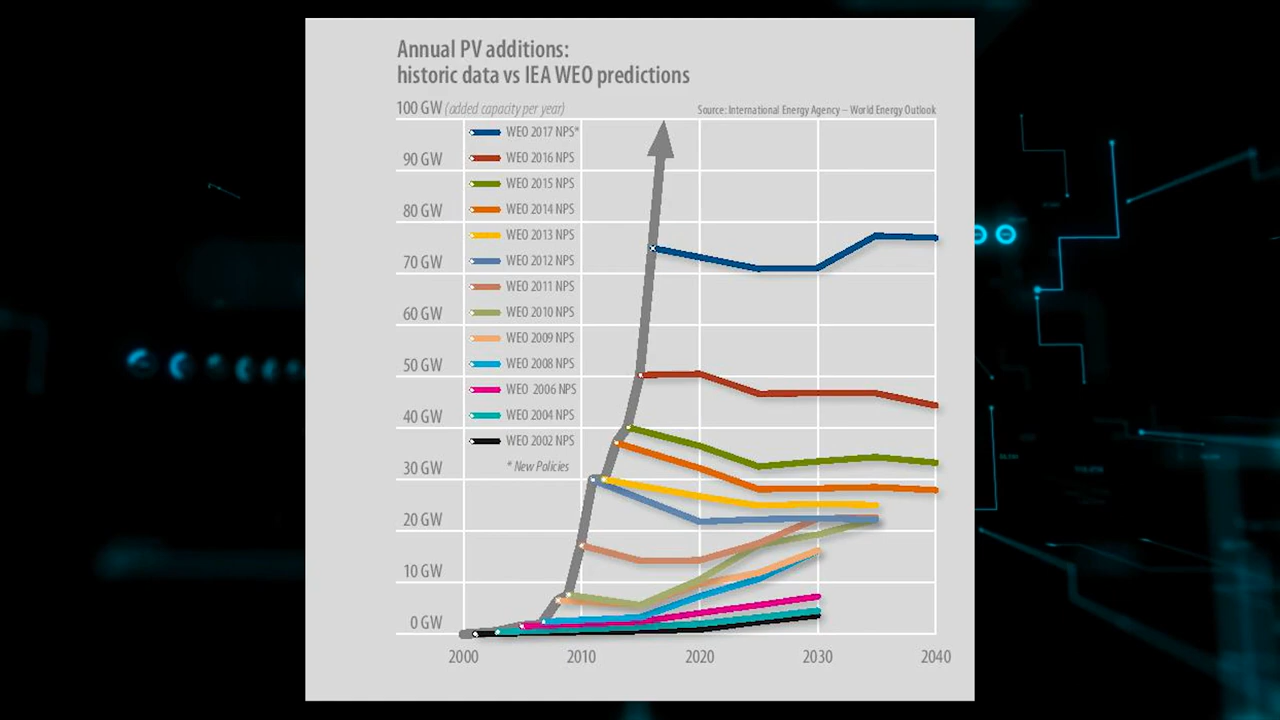 Annual PV additions:
historic data vs IEA WEO predictions
100 GW (added capacity per year)
Source: International Energy Agency – World Energy Outlook
WEO 2017 NPS*
90 GW
WEO 2016 NPS
WEO 2015 NPS
80 GW
WEO 2014 NPS
WEO 2013 NPS
70 GW
WEO 2012 NPS
WEO 2011 NPS
60 GW
WEO 2010 NPS
WEO 2009 NPS
50 GW
WEO 2008 NPS
WEO 2006 NPS
40 GW
WEO 2004 NPS
WEO 2002 NPS
30 GW
* New Policies
20 GW
10 GW
0 GW
2000 2010 2020 2030 2040